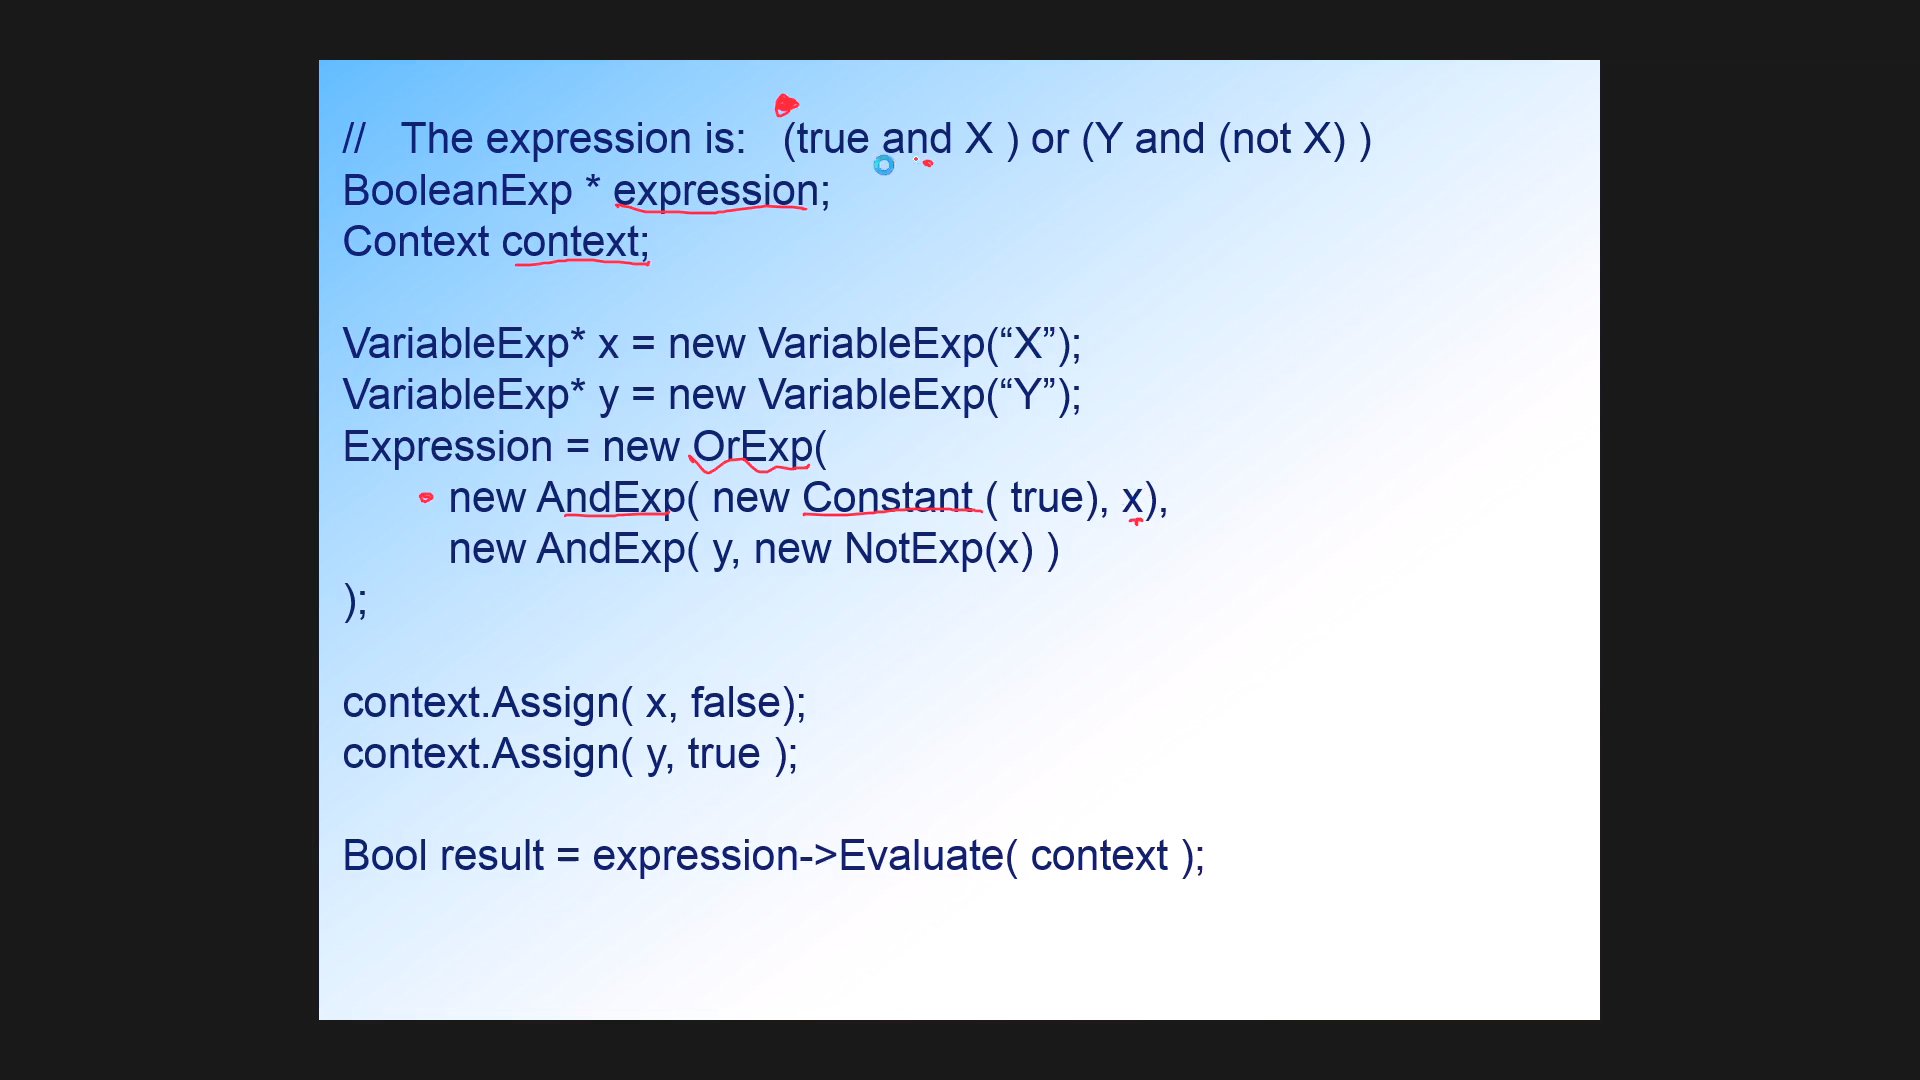 //   The expression is:   (true and X ) or (Y and (not X) )
BooleanExp * expression;
Context context;
VariableExp* x = new VariableExp(“X”);
VariableExp* y = new VariableExp(“Y”);
Expression = new OrExp(
new AndExp( new Constant ( true), x),
new AndExp( y, new NotExp(x) )
);
context.Assign( x, false);
context.Assign( y, true );
Bool result = expression->Evaluate( context );